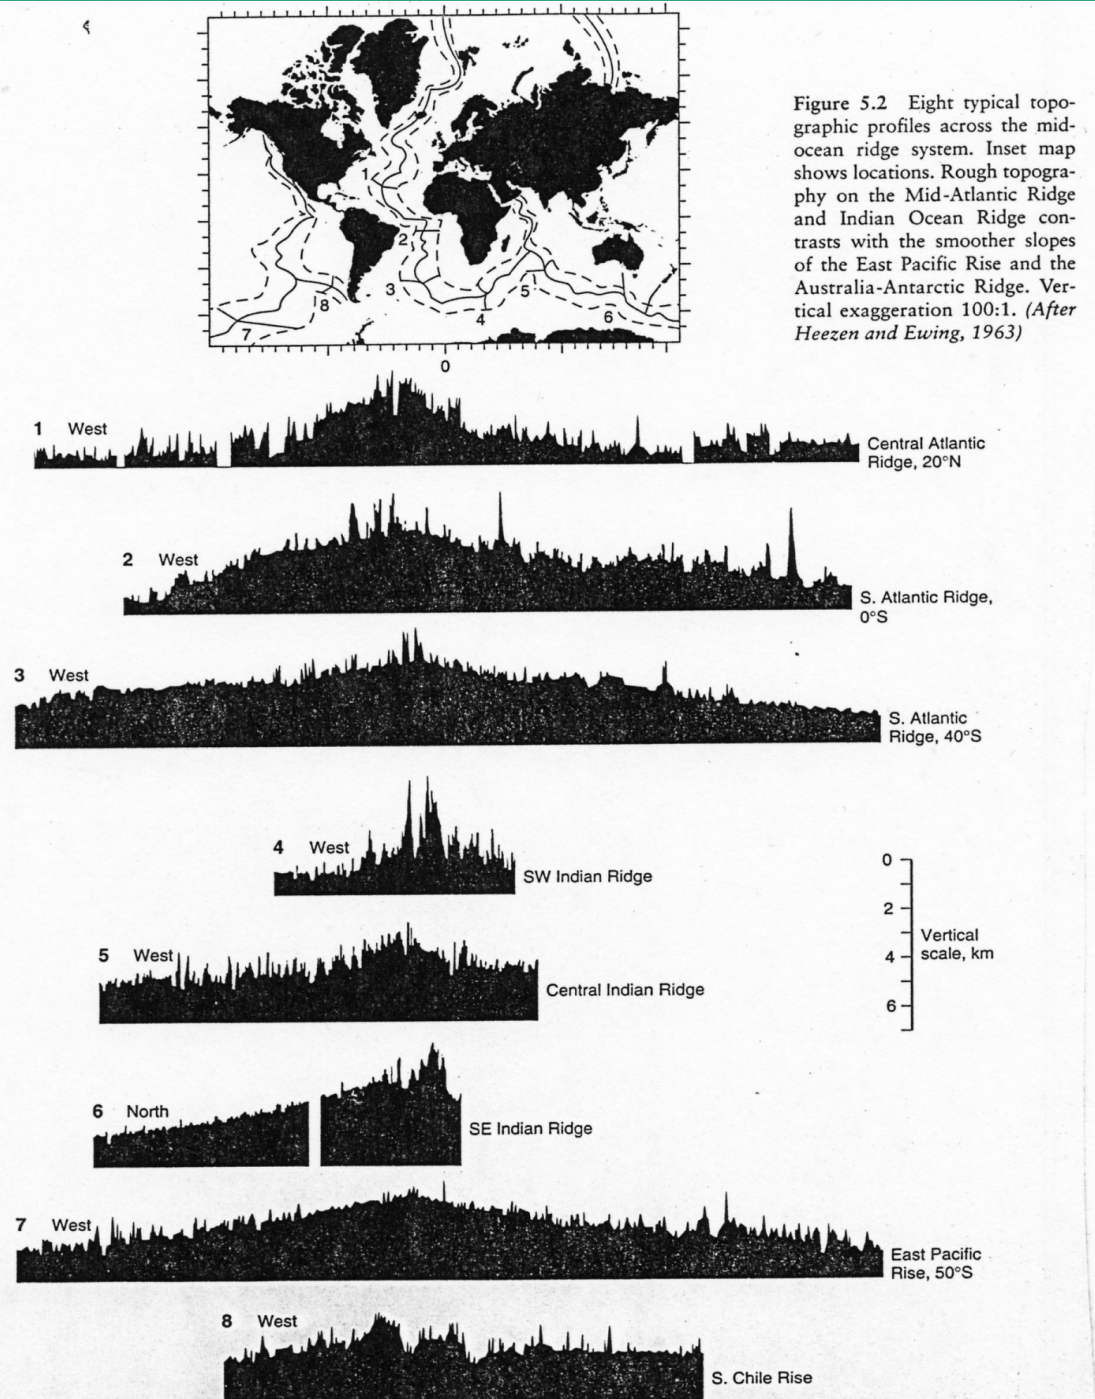 Figure 5.2 Eight typical topo-
graphic profiles across the mid-
ocean ridge system. Inset map
shows locations. Rough topogra-
phy on the Mid-Atlantic Ridge
and Indian Ocean Ridge con-
trasts with the smoother slopes
of the East Pacific Rise and the
Australia-Antarctic Ridge. Ver-
tical exaggeration 100:1. (After
Heezen and Ewing, 1963)
2
3
8
5
4
6
7
0
1 West
Central Atlantic
Ridge, 20°N
2 West
S. Atlantic Ridge,
0°S
3 West
S. Atlantic
Ridge, 40°S
4 West
SW Indian Ridge
0
2
4
6
Vertical
scale, km
5 West
Central Indian Ridge
6 North
SE Indian Ridge
7 West
East Pacific
Rise, 50°S
8 West
S. Chile Rise